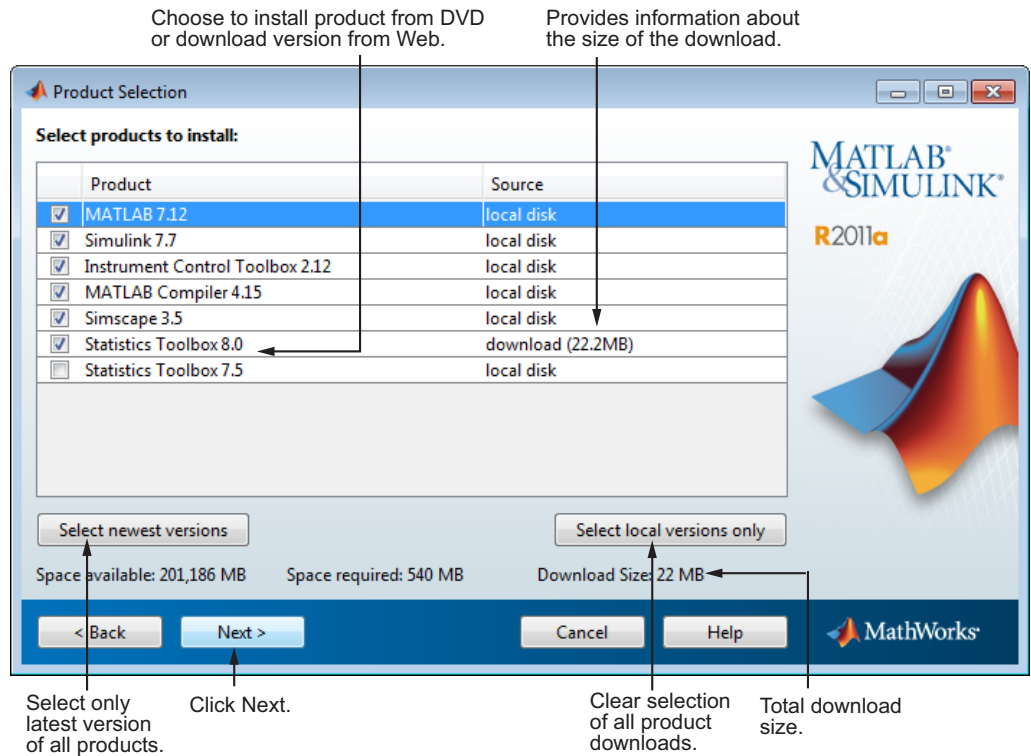 Choose to install product from DVD
or download version from Web.
Provides information about
the size of the download.
Product Selection
Select products to install:
Product Source
MATLAB 7.12 local disk
Simulink 7.7 local disk
Instrument Control Toolbox 2.12 local disk
MATLAB Compiler 4.15 local disk
Simscape 3.5 local disk
Statistics Toolbox 8.0 download (22.2MB)
Statistics Toolbox 7.5 local disk
MATLAB®
&SIMULINK®
R2011a
Select newest versions Select local versions only
Space available: 201,186 MB Space required: 540 MB Download Size: 22 MB
< Back Next > Cancel Help MathWorks®
Select only
latest version
of all products.
Click Next.
Clear selection
of all product
downloads.
Total download
size.